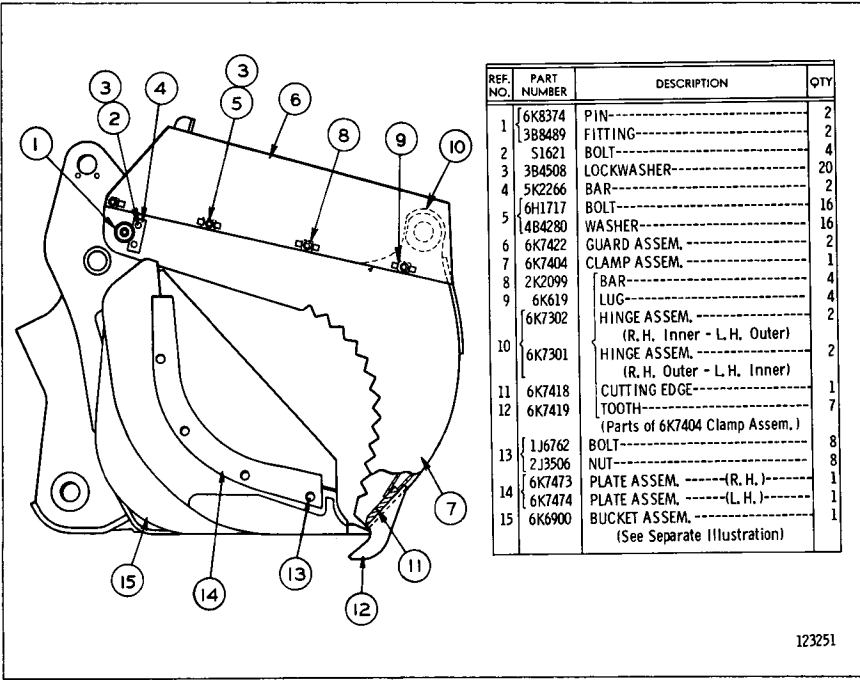 3
3
2
4
5
6
1
8
9
10
7
15
14
13
12
11
REF. NO. PART NUMBER DESCRIPTION QTY
1 6K8374 PIN 2
3B8489 FITTING 2
2 S1621 BOLT 4
3 3B4508 LOCKWASHER 20
4 5K2266 BAR 2
5 6H1717 BOLT 16
4B4280 WASHER 16
6 6K7422 GUARD ASSEM. 2
7 6K7404 CLAMP ASSEM. 1
8 2K2099 BAR 4
9 6K619 LUG 4
10 6K7302 HINGE ASSEM. 2
(R.H. Inner - L.H. Outer)
6K7301 HINGE ASSEM. 2
(R.H. Outer - L.H. Inner)
11 6K7418 CUTTING EDGE 1
12 6K7419 TOOTH 7
(Parts of 6K7404 Clamp Assem.)
13 1J6762 BOLT 8
2J3506 NUT 8
14 6K7473 PLATE ASSEM. (R.H.) 1
6K7474 PLATE ASSEM. (L.H.) 1
15 6K6900 BUCKET ASSEM. 1
(See Separate Illustration)
123251